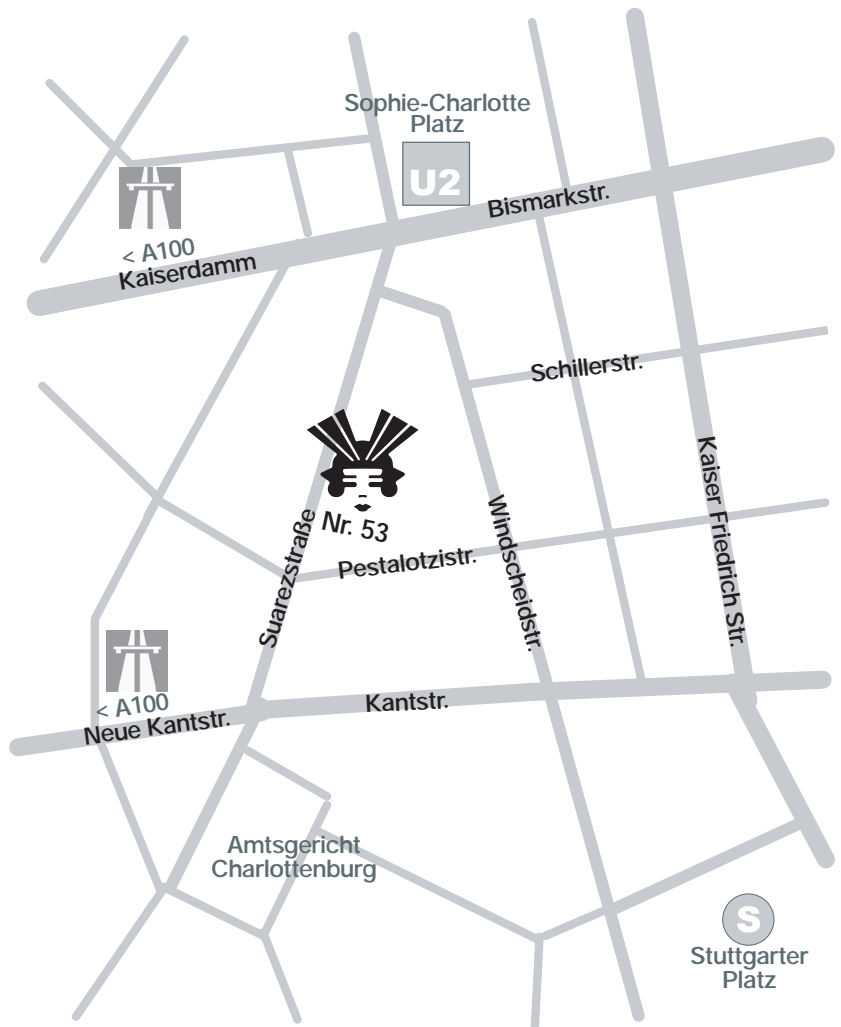 Sophie-Charlotte
Platz
U2
Bismarkstr.
< A100
Kaiserdamm
Schillerstr.
Kaiser Friedrich Str.
Windscheidstr.
Suarezstraße
Nr. 53
Pestalotzistr.
< A100
Neue Kantstr.
Kantstr.
Amtsgericht
Charlottenburg
S
Stuttgarter
Platz